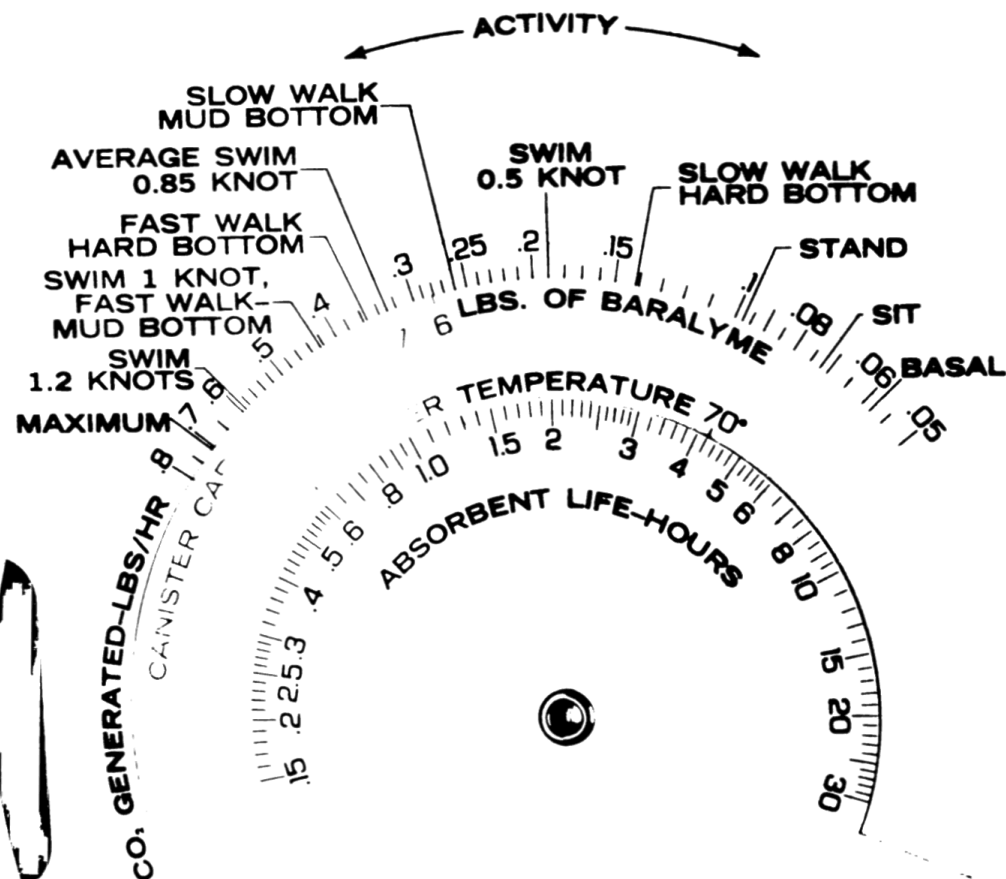 ACTIVITY
SLOW WALK
MUD BOTTOM
AVERAGE SWIM
0.85 KNOT
FAST WALK
HARD BOTTOM
SWIM 1 KNOT,
FAST WALK-
MUD BOTTOM
SWIM
1.2 KNOTS
MAXIMUM
SWIM
0.5 KNOT
SLOW WALK
HARD BOTTOM
STAND
SIT
BASAL
.8 .7 .6 .5 .4 .3 .25 .2 .15 .1 .08 .06 .05
CO₂ GENERATED-LBS/HR
6 LBS. OF BARALYME
CANISTER
TEMPERATURE 70°
.15 .2 .25 .3 .4 .5 .6 .8 1.0 1.5 2 3 4 5 6 8 10 15 20 30
ABSORBENT LIFE-HOURS